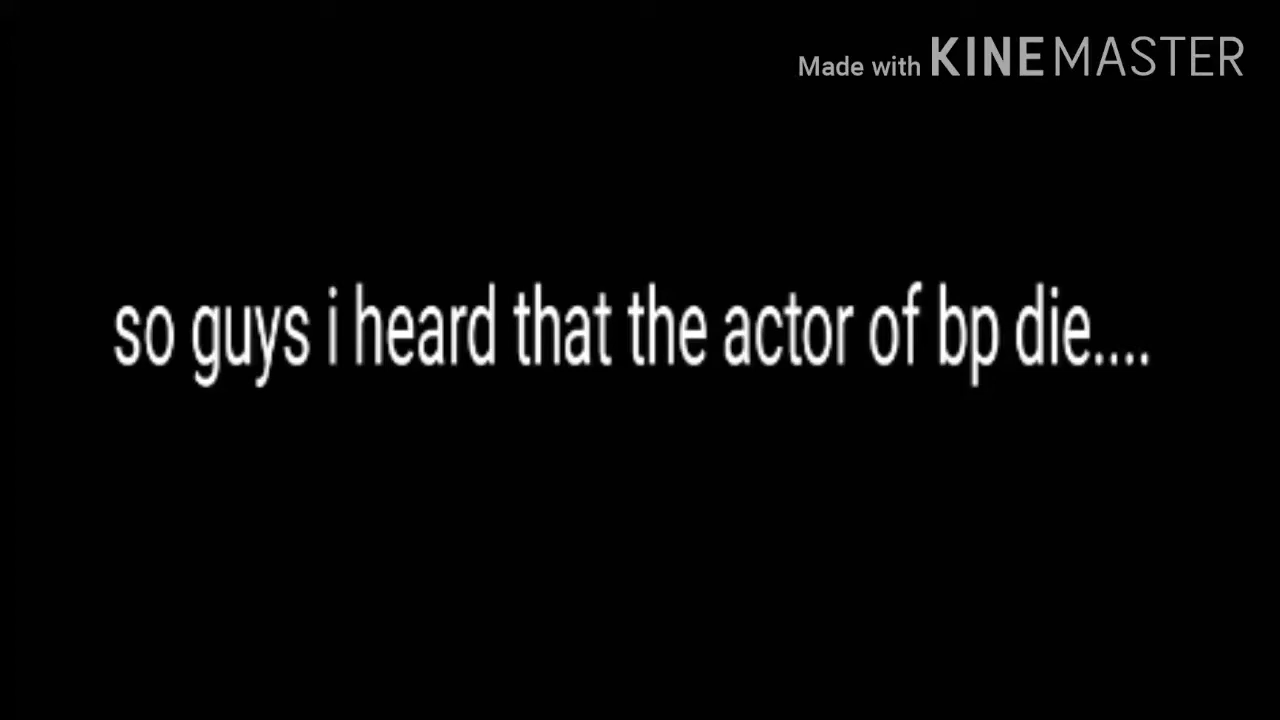 Made with KINEMASTER
so guys i heard that the actor of bp die....